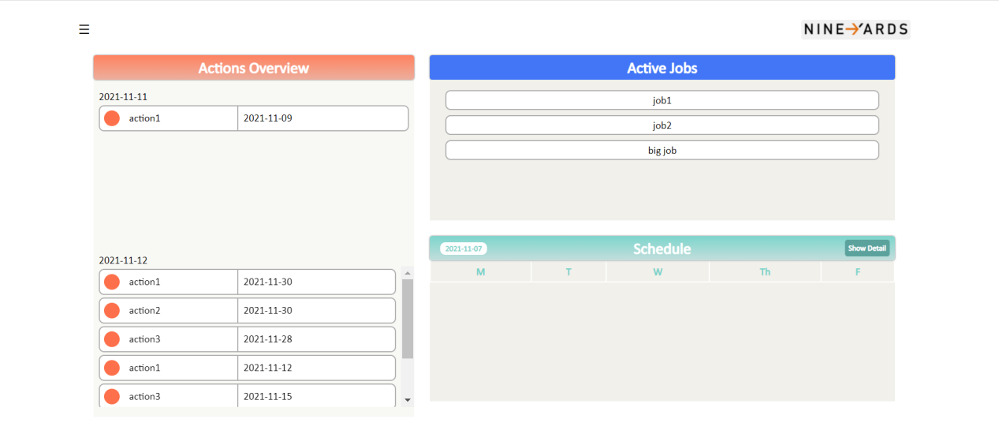 ☰
NINE→YARDS
Actions Overview
2021-11-11
action1 2021-11-09
2021-11-12
action1 2021-11-30
action2 2021-11-30
action3 2021-11-28
action1 2021-11-12
action3 2021-11-15
Active Jobs
job1
job2
big job
2021-11-07 Schedule Show Detail
M T W Th F